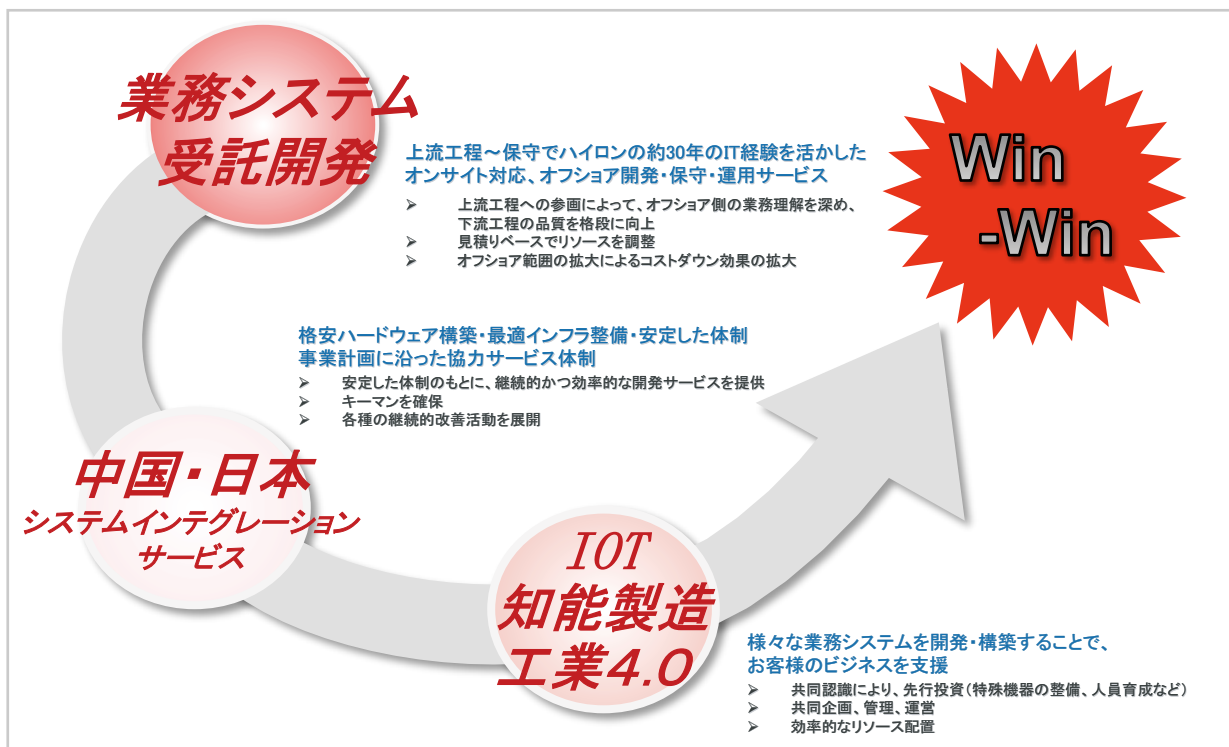 業務システム
受託開発
上流工程～保守でハイロンの約30年のIT経験を活かした
オンサイト対応、オフショア開発・保守・運用サービス
➢ 上流工程への参画によって、オフショア側の業務理解を深め、
下流工程の品質を格段に向上
➢ 見積りベースでリソースを調整
➢ オフショア範囲の拡大によるコストダウン効果の拡大
Win
-Win
格安ハードウェア構築・最適インフラ整備・安定した体制
事業計画に沿った協力サービス体制
➢ 安定した体制のもとに、継続的かつ効率的な開発サービスを提供
➢ キーマンを確保
➢ 各種の継続的改善活動を展開
中国・日本
システムインテグレーション
サービス
IOT
知能製造
工業4.0
様々な業務システムを開発・構築することで、
お客様のビジネスを支援
➢ 共同認識により、先行投資（特殊機器の整備、人員育成など）
➢ 共同企画、管理、運営
➢ 効率的なリソース配置